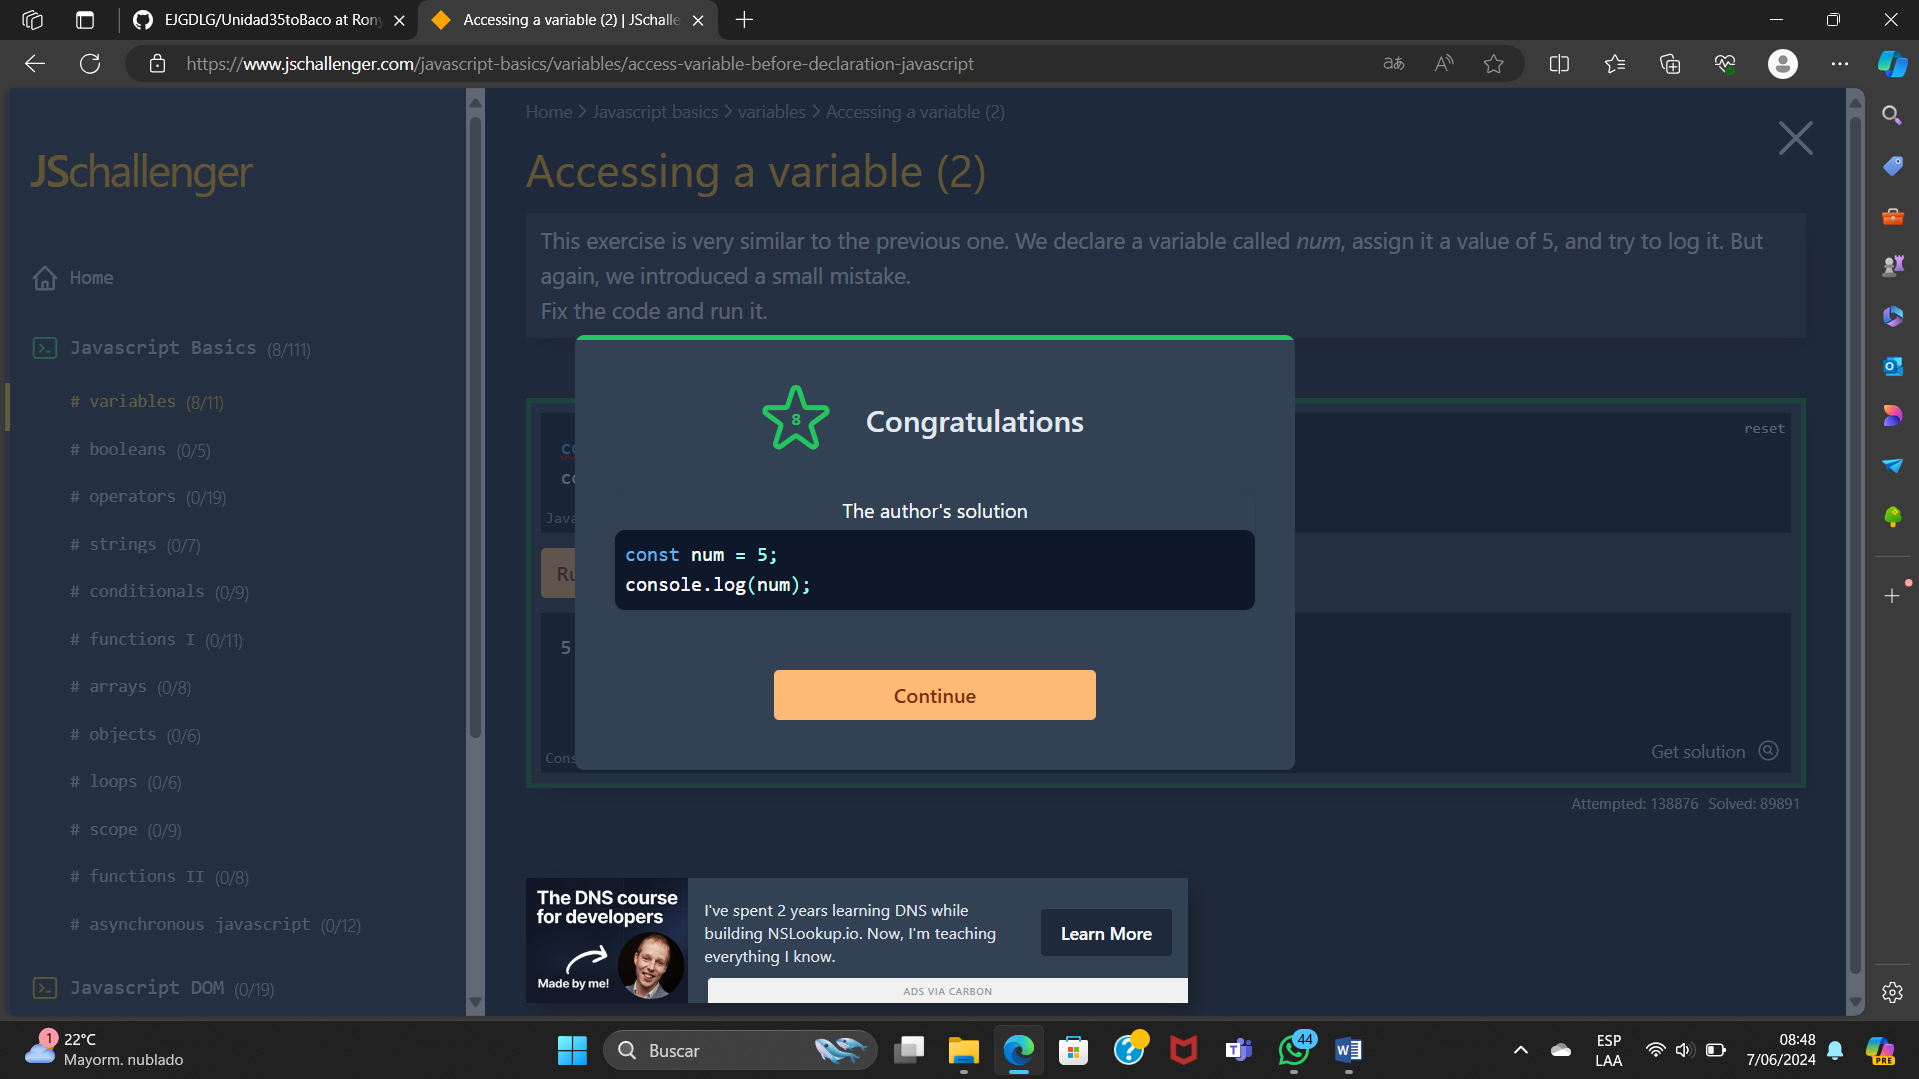 EJGDLG/Unidad35toBaco at Rony
Accessing a variable (2) | JSchalle
https://www.jschallenger.com/javascript-basics/variables/access-variable-before-declaration-javascript
Home > Javascript basics > variables > Accessing a variable (2)
JSchallenger
Accessing a variable (2)
This exercise is very similar to the previous one. We declare a variable called num, assign it a value of 5, and try to log it. But
again, we introduced a small mistake.
Fix the code and run it.
Home
Javascript Basics (8/111)
# variables (8/11)
# booleans (0/5)
# operators (0/19)
# strings (0/7)
# conditionals (0/9)
# functions I (0/11)
# arrays (0/8)
# objects (0/6)
# loops (0/6)
# scope (0/9)
# functions II (0/8)
# asynchronous javascript (0/12)
Javascript DOM (0/19)
reset
co
co
Java
Ru
5
Cons
8
Congratulations
The author's solution
const num = 5;
console.log(num);
Continue
Get solution
Attempted: 138876 Solved: 89891
The DNS course
for developers
Made by me!
I've spent 2 years learning DNS while
building NSLookup.io. Now, I'm teaching
everything I know.
Learn More
ADS VIA CARBON
1
22°C
Mayorm. nublado
Buscar
44
ESP
LAA
08:48
7/06/2024
PRE